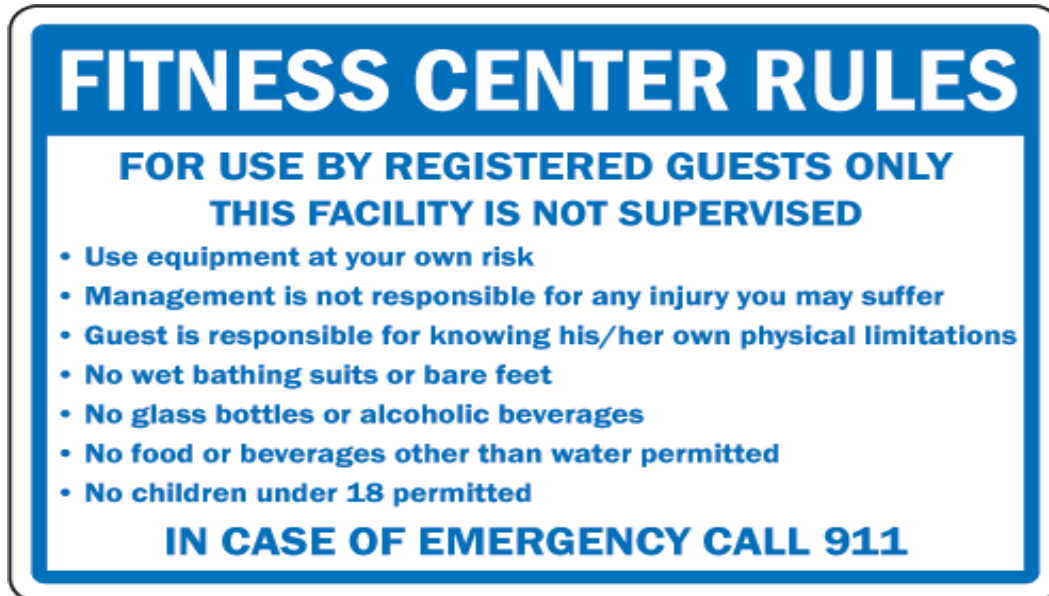 FITNESS CENTER RULES
FOR USE BY REGISTERED GUESTS ONLY
THIS FACILITY IS NOT SUPERVISED
• Use equipment at your own risk
• Management is not responsible for any injury you may suffer
• Guest is responsible for knowing his/her own physical limitations
• No wet bathing suits or bare feet
• No glass bottles or alcoholic beverages
• No food or beverages other than water permitted
• No children under 18 permitted
IN CASE OF EMERGENCY CALL 911